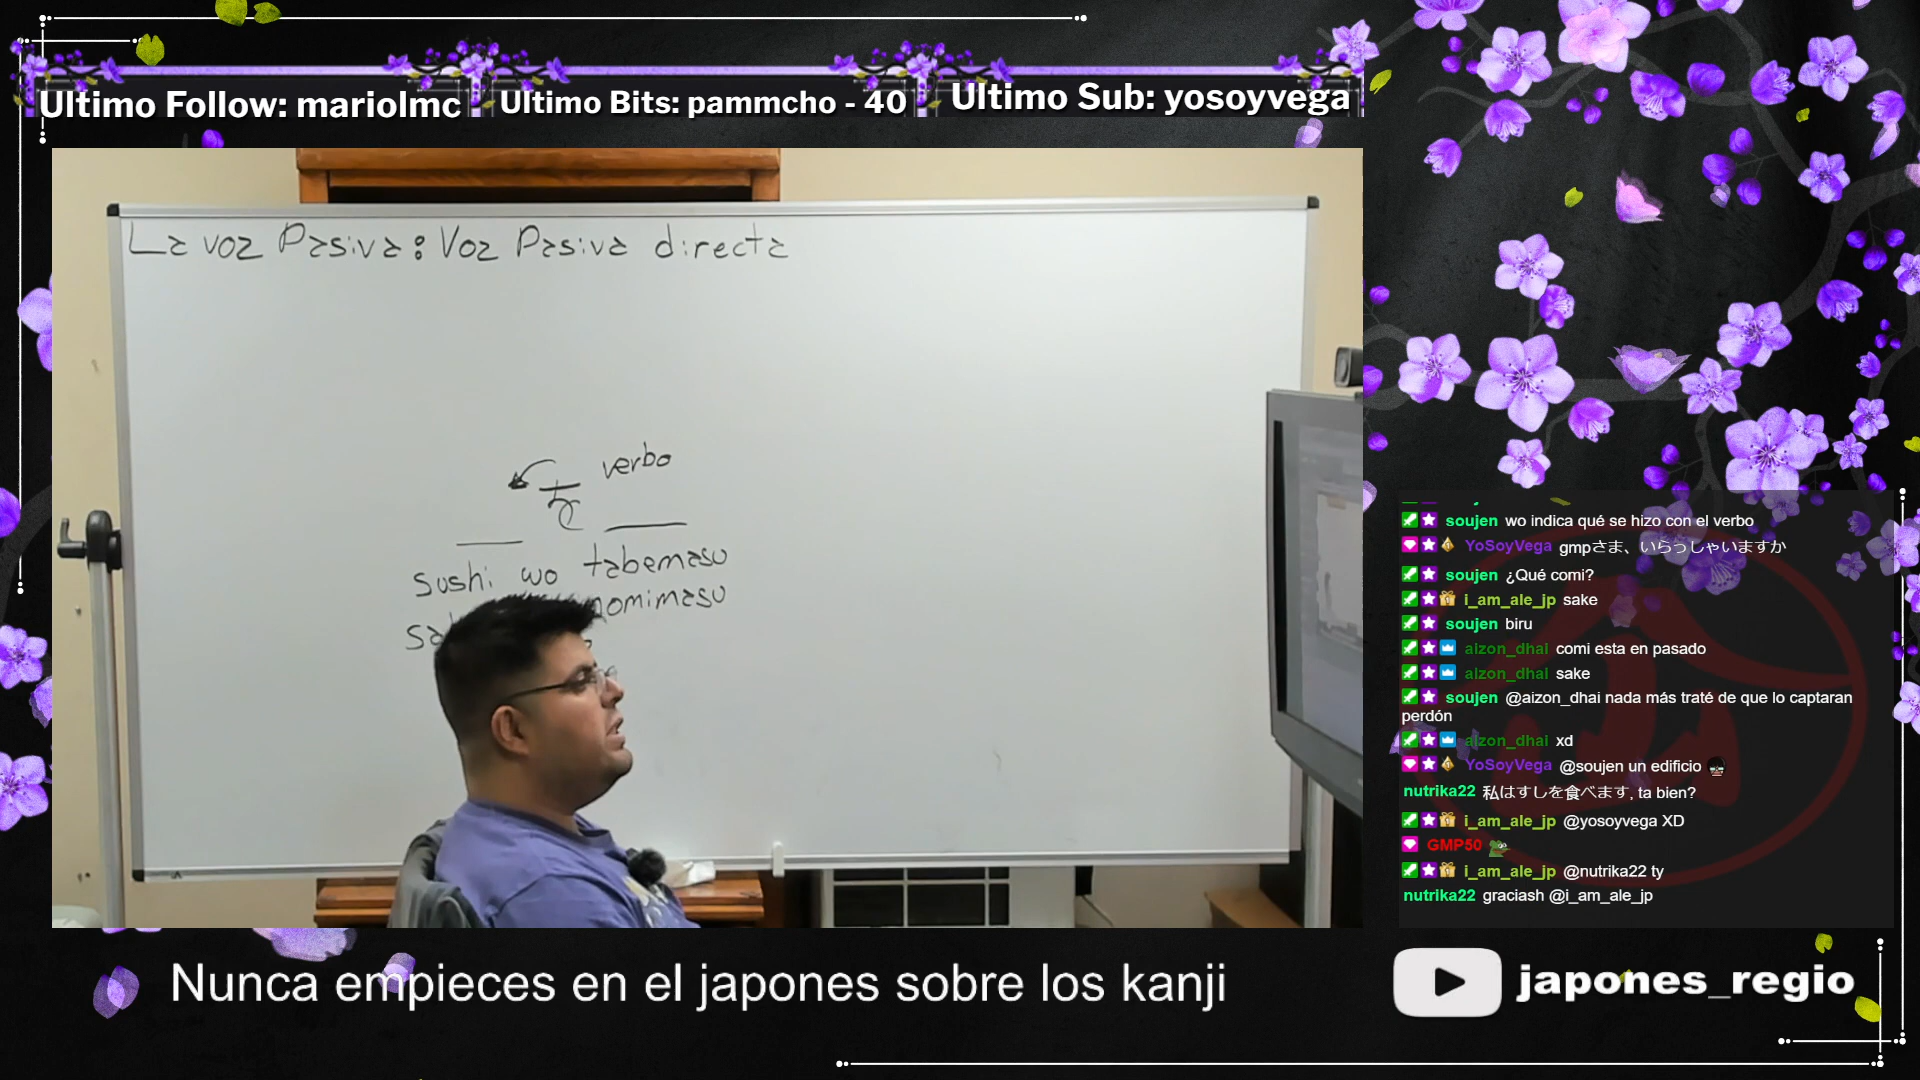 Ultimo Follow: mariolmc
Ultimo Bits: pammcho - 40
Ultimo Sub: yosoyvega
La voz Pasiva: Voz Pasiva directa
verbo
を
sushi wo tabemasu
nomimasu
soujen wo indica qué se hizo con el verbo
YoSoyVega gmpさま、いらっしゃいますか
soujen ¿Qué comi?
i_am_ale_jp sake
soujen biru
aizon_dhai comi esta en pasado
aizon_dhai sake
soujen @aizon_dhai nada más traté de que lo captaran
perdón
aizon_dhai xd
YoSoyVega @soujen un edificio
nutrika22 私はすしを食べます, ta bien?
i_am_ale_jp @yosoyvega XD
GMP50
i_am_ale_jp @nutrika22 ty
nutrika22 graciash @i_am_ale_jp
Nunca empieces en el japones sobre los kanji
japones_regio